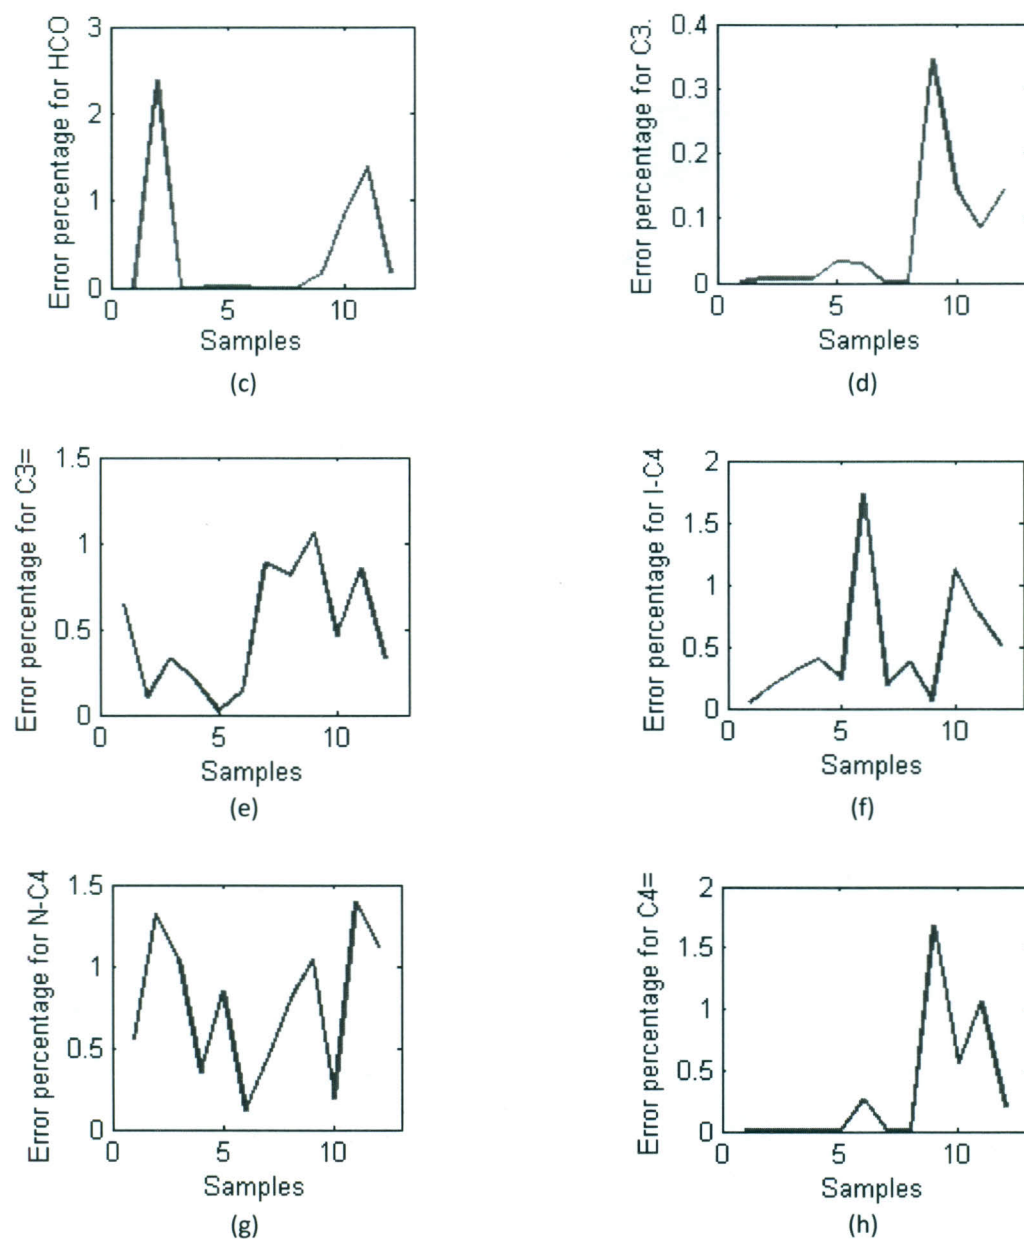 Error percentage for HCO
3
2
1
0
0 5 10
Samples
(c)
Error percentage for C3.
0.4
0.3
0.2
0.1
0
0 5 10
Samples
(d)
Error percentage for C3=
1.5
1
0.5
0
0 5 10
Samples
(e)
Error percentage for I-C4
2
1.5
1
0.5
0
0 5 10
Samples
(f)
Error percentage for N-C4
1.5
1
0.5
0
0 5 10
Samples
(g)
Error percentage for C4=
2
1.5
1
0.5
0
0 5 10
Samples
(h)